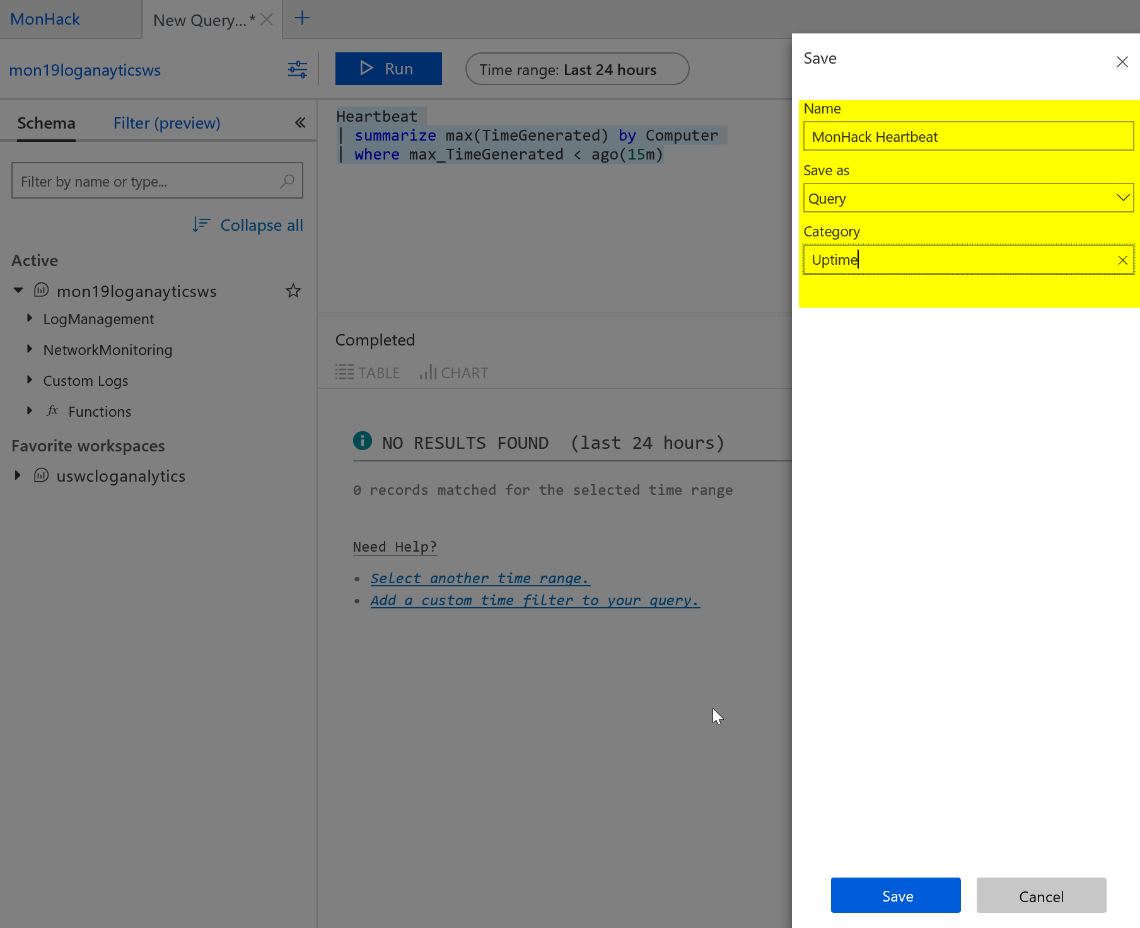 MonHack
New Query...*
mon19loganayticsws
Run
Time range: Last 24 hours
Schema
Filter (preview)
«
Filter by name or type...
Collapse all
Active
mon19loganayticsws
LogManagement
NetworkMonitoring
Custom Logs
fx Functions
Favorite workspaces
uswcloganalytics
Heartbeat
| summarize max(TimeGenerated) by Computer
| where max_TimeGenerated < ago(15m)
Completed
TABLE
CHART
NO RESULTS FOUND (last 24 hours)
0 records matched for the selected time range
Need Help?
• Select another time range.
• Add a custom time filter to your query.
Save
Name
MonHack Heartbeat
Save as
Query
Category
Uptime
Save
Cancel